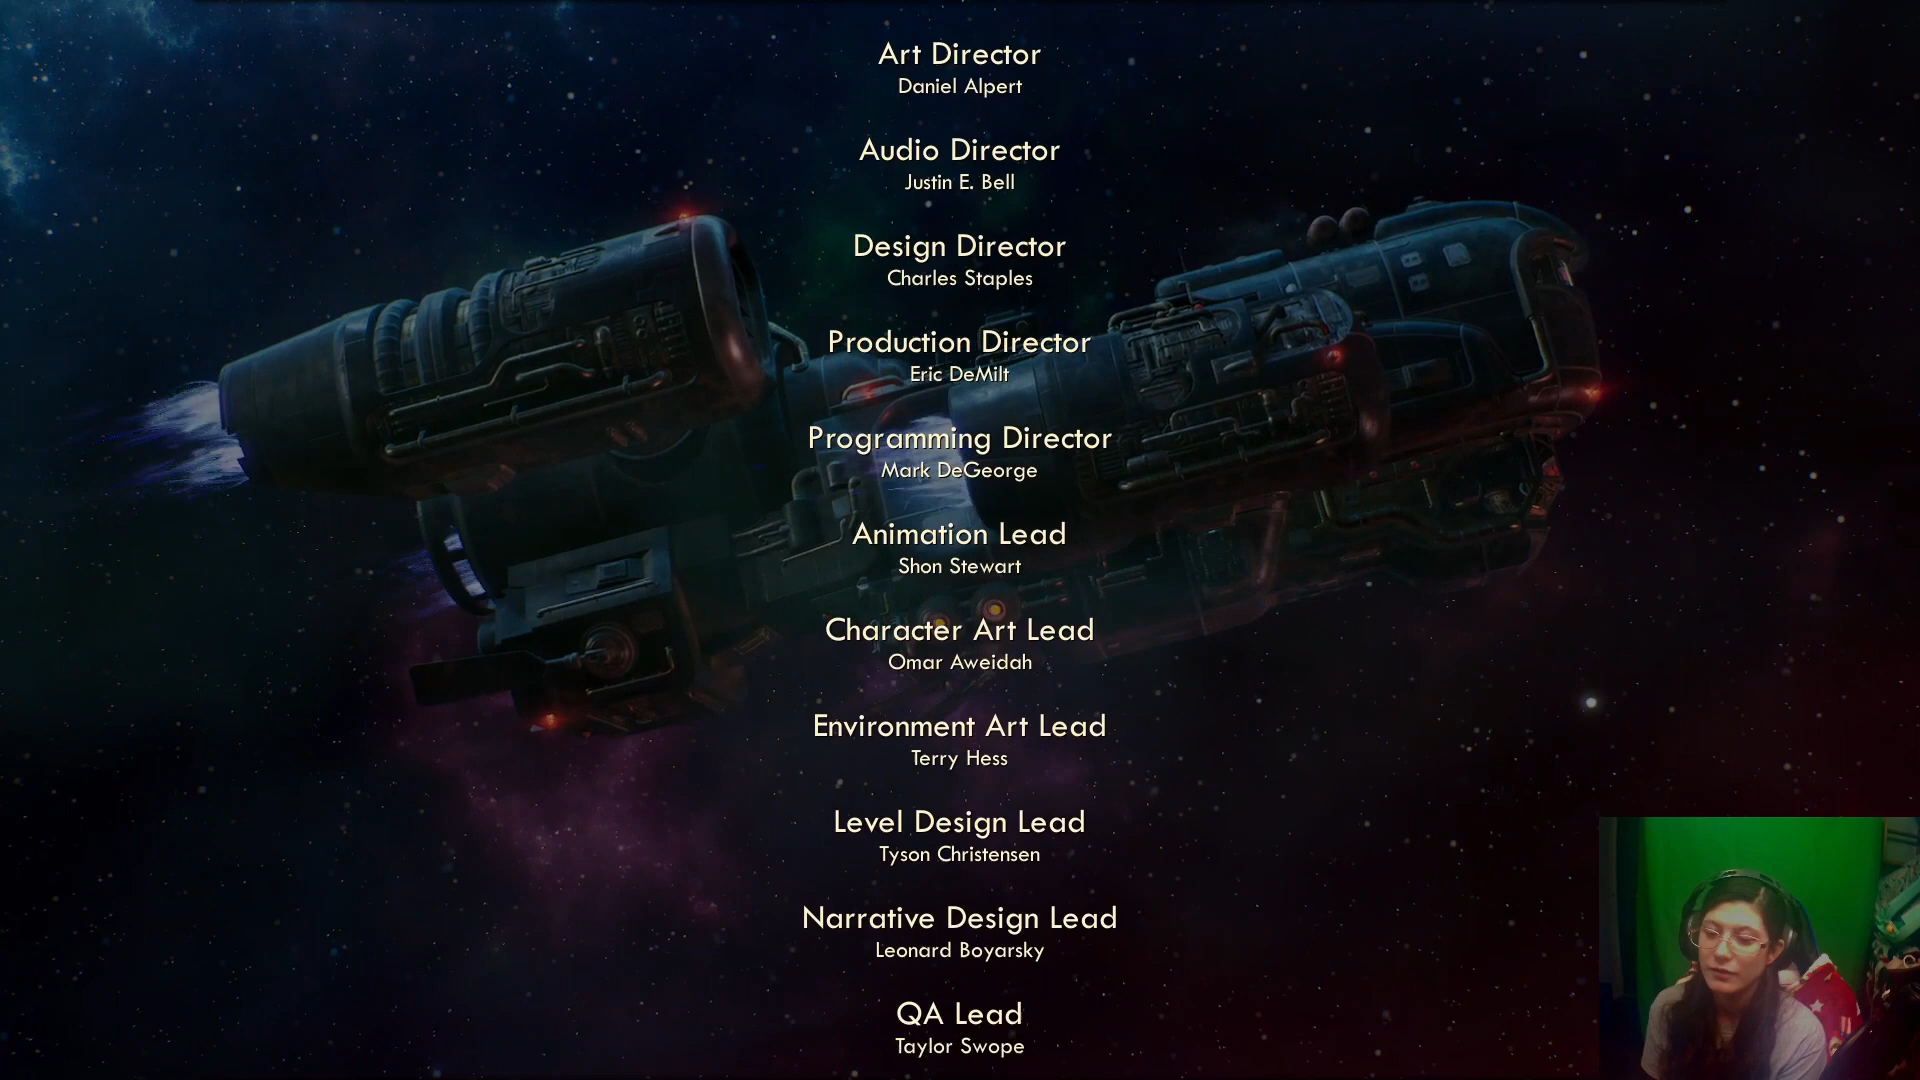 Art Director
Daniel Alpert
Audio Director
Justin E. Bell
Design Director
Charles Staples
Production Director
Eric DeMilt
Programming Director
Mark DeGeorge
Animation Lead
Shon Stewart
Character Art Lead
Omar Aweidah
Environment Art Lead
Terry Hess
Level Design Lead
Tyson Christensen
Narrative Design Lead
Leonard Boyarsky
QA Lead
Taylor Swope